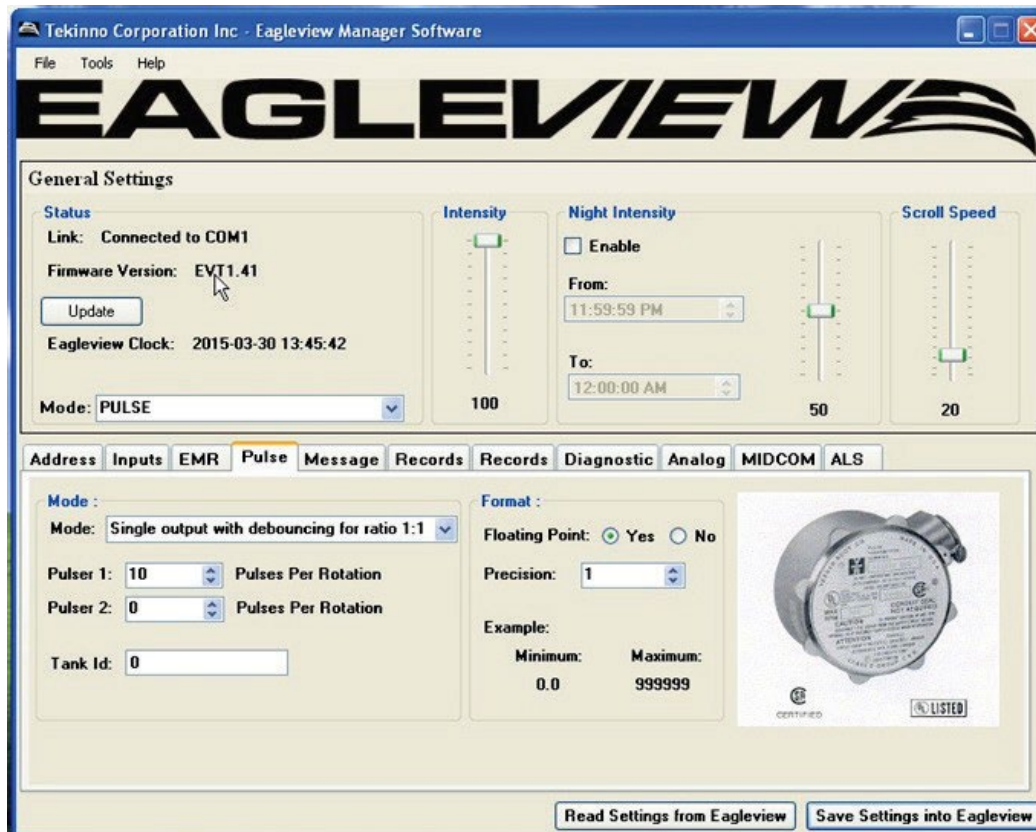 Tekinno Corporation Inc - Eagleview Manager Software
File Tools Help
EAGLEVIEW
General Settings
Status
Link: Connected to COM1
Firmware Version: EVT1.41
Update
Eagleview Clock: 2015-03-30 13:45:42
Mode: PULSE
Intensity
100
Night Intensity
Enable
From:
11:59:59 PM
To:
12:00:00 AM
50
Scroll Speed
20
Address Inputs EMR Pulse Message Records Records Diagnostic Analog MIDCOM ALS
Mode :
Mode: Single output with debouncing for ratio 1:1
Pulser 1: 10 Pulses Per Rotation
Pulser 2: 0 Pulses Per Rotation
Tank Id: 0
Format :
Floating Point: Yes No
Precision: 1
Example:
Minimum: Maximum:
0.0 999999
CERTIFIED
LISTED
Read Settings from Eagleview Save Settings into Eagleview